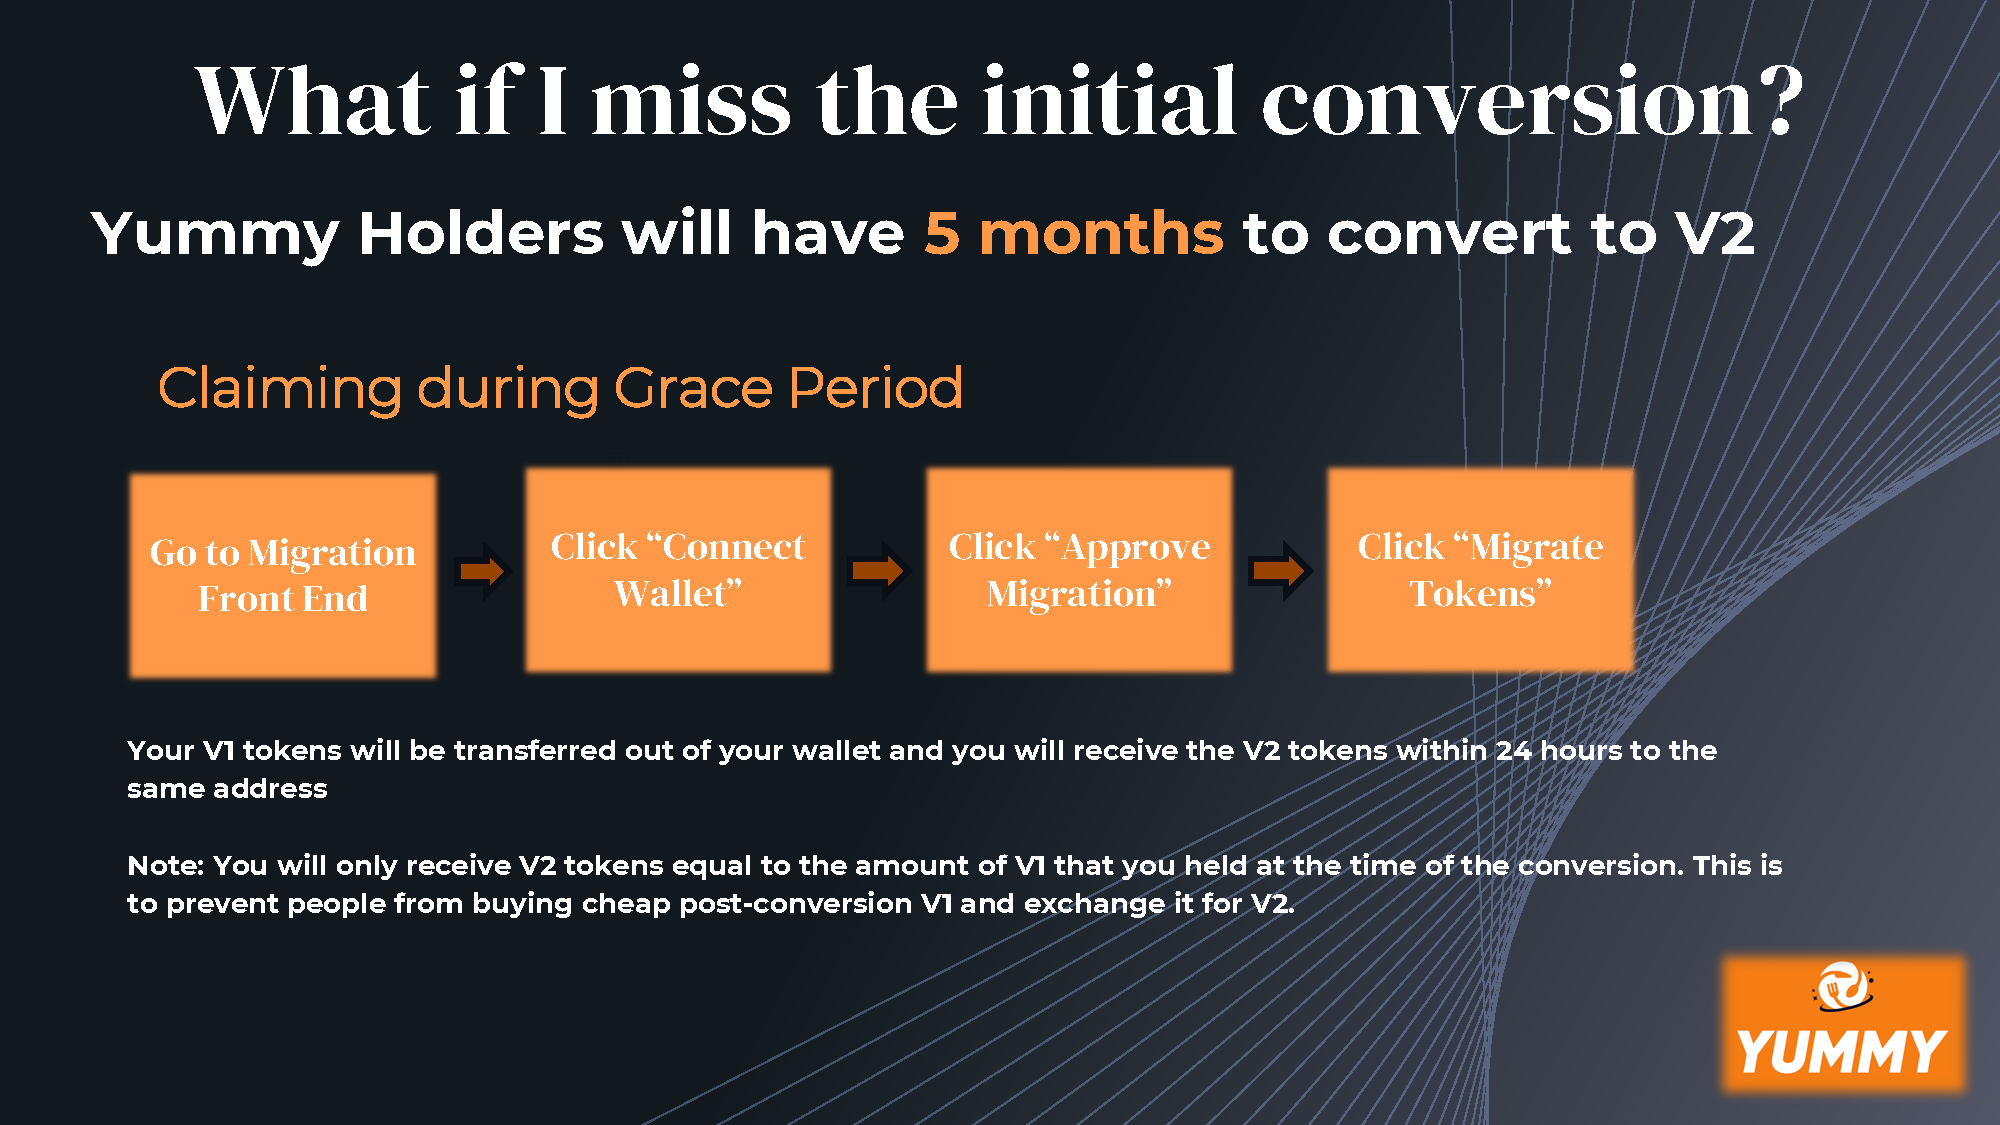 What if I miss the initial conversion?
Yummy Holders will have 5 months to convert to V2
Claiming during Grace Period
Go to Migration
Front End
Click “Connect
Wallet”
Click “Approve
Migration”
Click “Migrate
Tokens”
Your V1 tokens will be transferred out of your wallet and you will receive the V2 tokens within 24 hours to the
same address
Note: You will only receive V2 tokens equal to the amount of V1 that you held at the time of the conversion. This is
to prevent people from buying cheap post-conversion V1 and exchange it for V2.
YUMMY